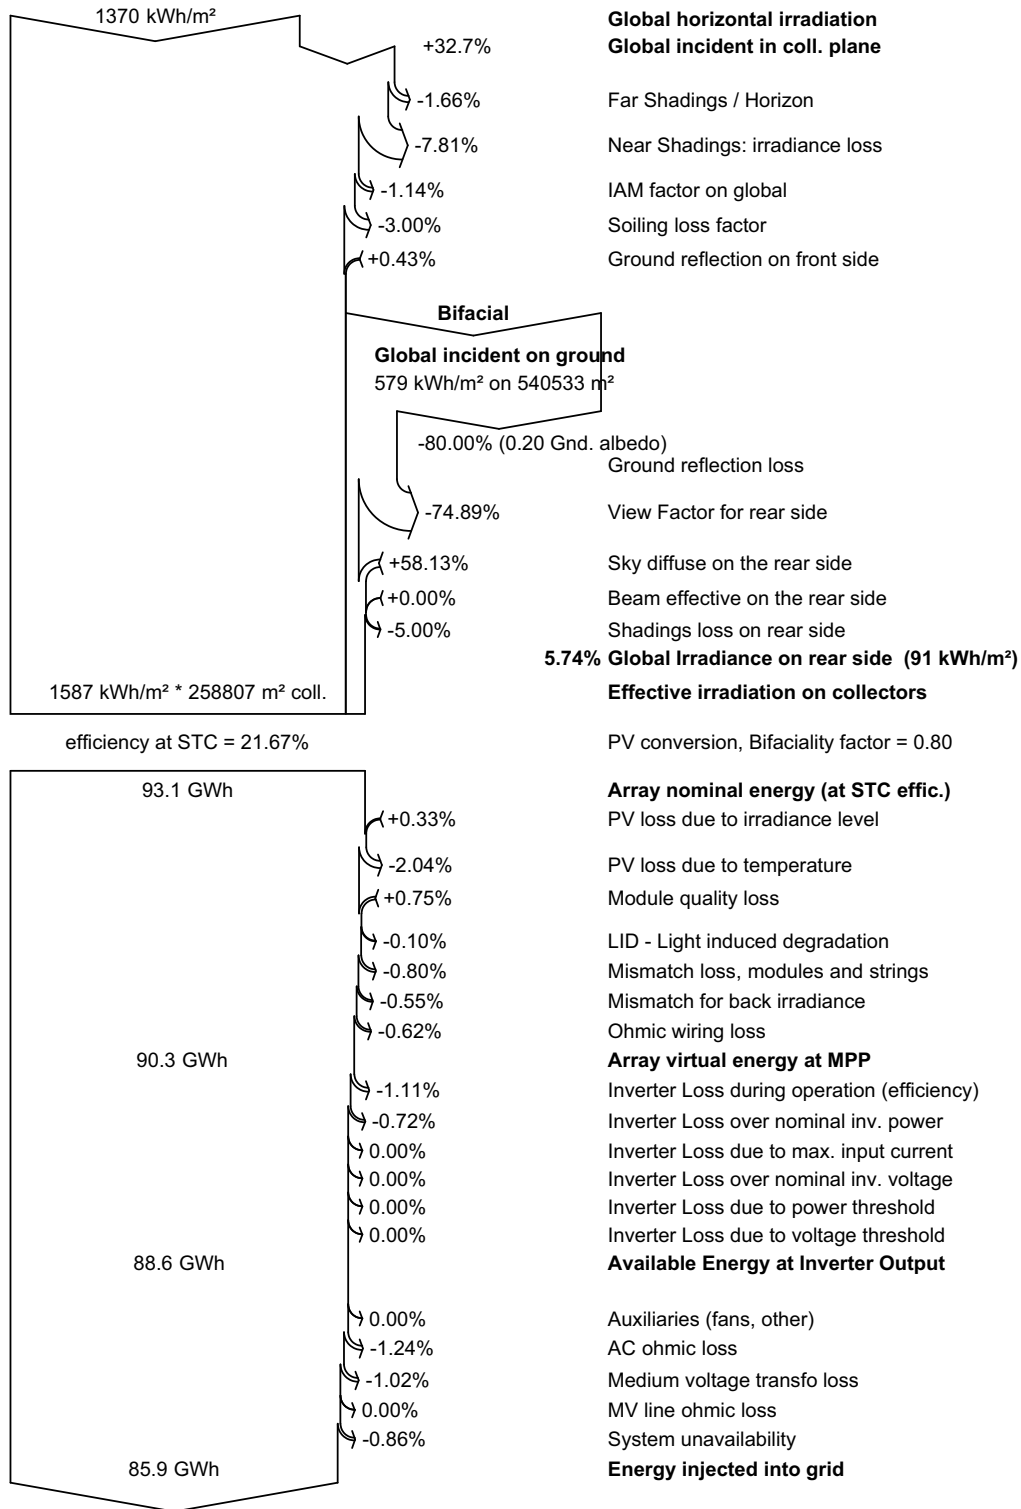 1370 kWh/m² Global horizontal irradiation
+32.7% Global incident in coll. plane
-1.66% Far Shadings / Horizon
-7.81% Near Shadings: irradiance loss
-1.14% IAM factor on global
-3.00% Soiling loss factor
+0.43% Ground reflection on front side
Bifacial
Global incident on ground
579 kWh/m² on 540533 m²
-80.00% (0.20 Gnd. albedo)
Ground reflection loss
-74.89% View Factor for rear side
+58.13% Sky diffuse on the rear side
+0.00% Beam effective on the rear side
-5.00% Shadings loss on rear side
5.74% Global Irradiance on rear side (91 kWh/m²)
1587 kWh/m² * 258807 m² coll. Effective irradiation on collectors
efficiency at STC = 21.67% PV conversion, Bifaciality factor = 0.80
93.1 GWh Array nominal energy (at STC effic.)
+0.33% PV loss due to irradiance level
-2.04% PV loss due to temperature
+0.75% Module quality loss
-0.10% LID - Light induced degradation
-0.80% Mismatch loss, modules and strings
-0.55% Mismatch for back irradiance
-0.62% Ohmic wiring loss
90.3 GWh Array virtual energy at MPP
-1.11% Inverter Loss during operation (efficiency)
-0.72% Inverter Loss over nominal inv. power
0.00% Inverter Loss due to max. input current
0.00% Inverter Loss over nominal inv. voltage
0.00% Inverter Loss due to power threshold
0.00% Inverter Loss due to voltage threshold
88.6 GWh Available Energy at Inverter Output
0.00% Auxiliaries (fans, other)
-1.24% AC ohmic loss
-1.02% Medium voltage transfo loss
0.00% MV line ohmic loss
-0.86% System unavailability
85.9 GWh Energy injected into grid